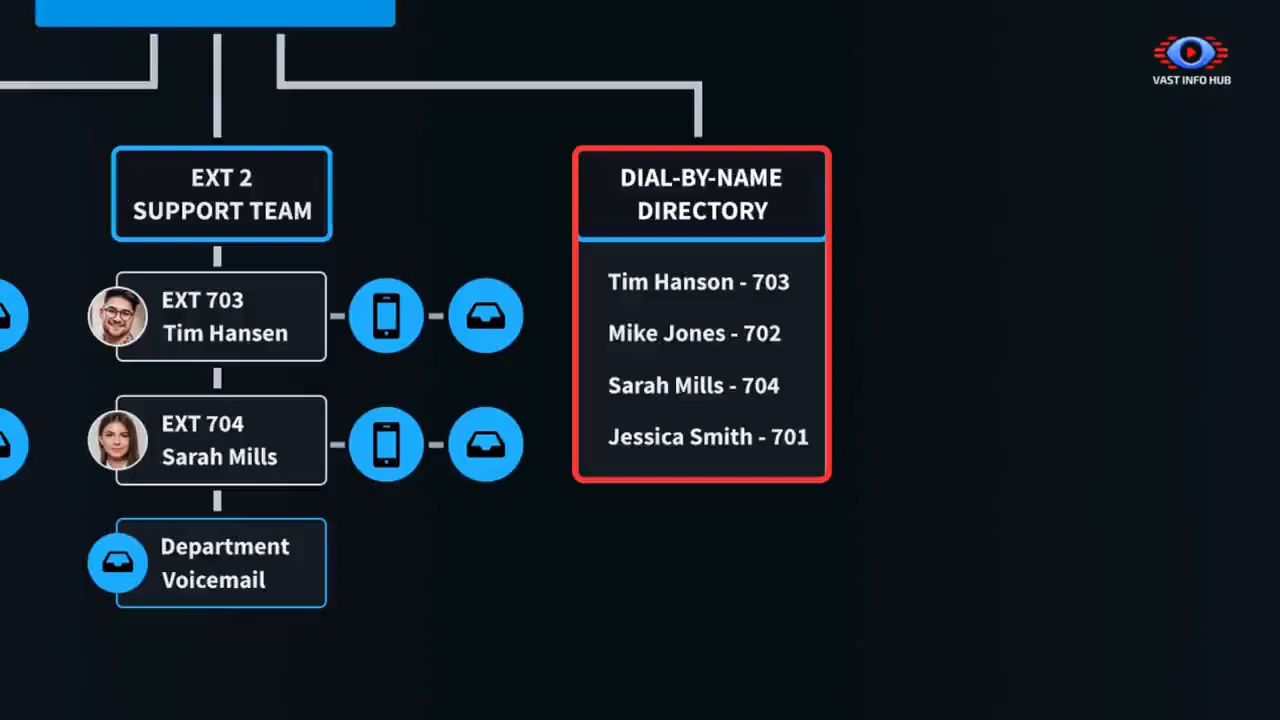 VAST INFO HUB
EXT 2
SUPPORT TEAM
EXT 703
Tim Hansen
EXT 704
Sarah Mills
Department
Voicemail
DIAL-BY-NAME
DIRECTORY
Tim Hanson - 703
Mike Jones - 702
Sarah Mills - 704
Jessica Smith - 701